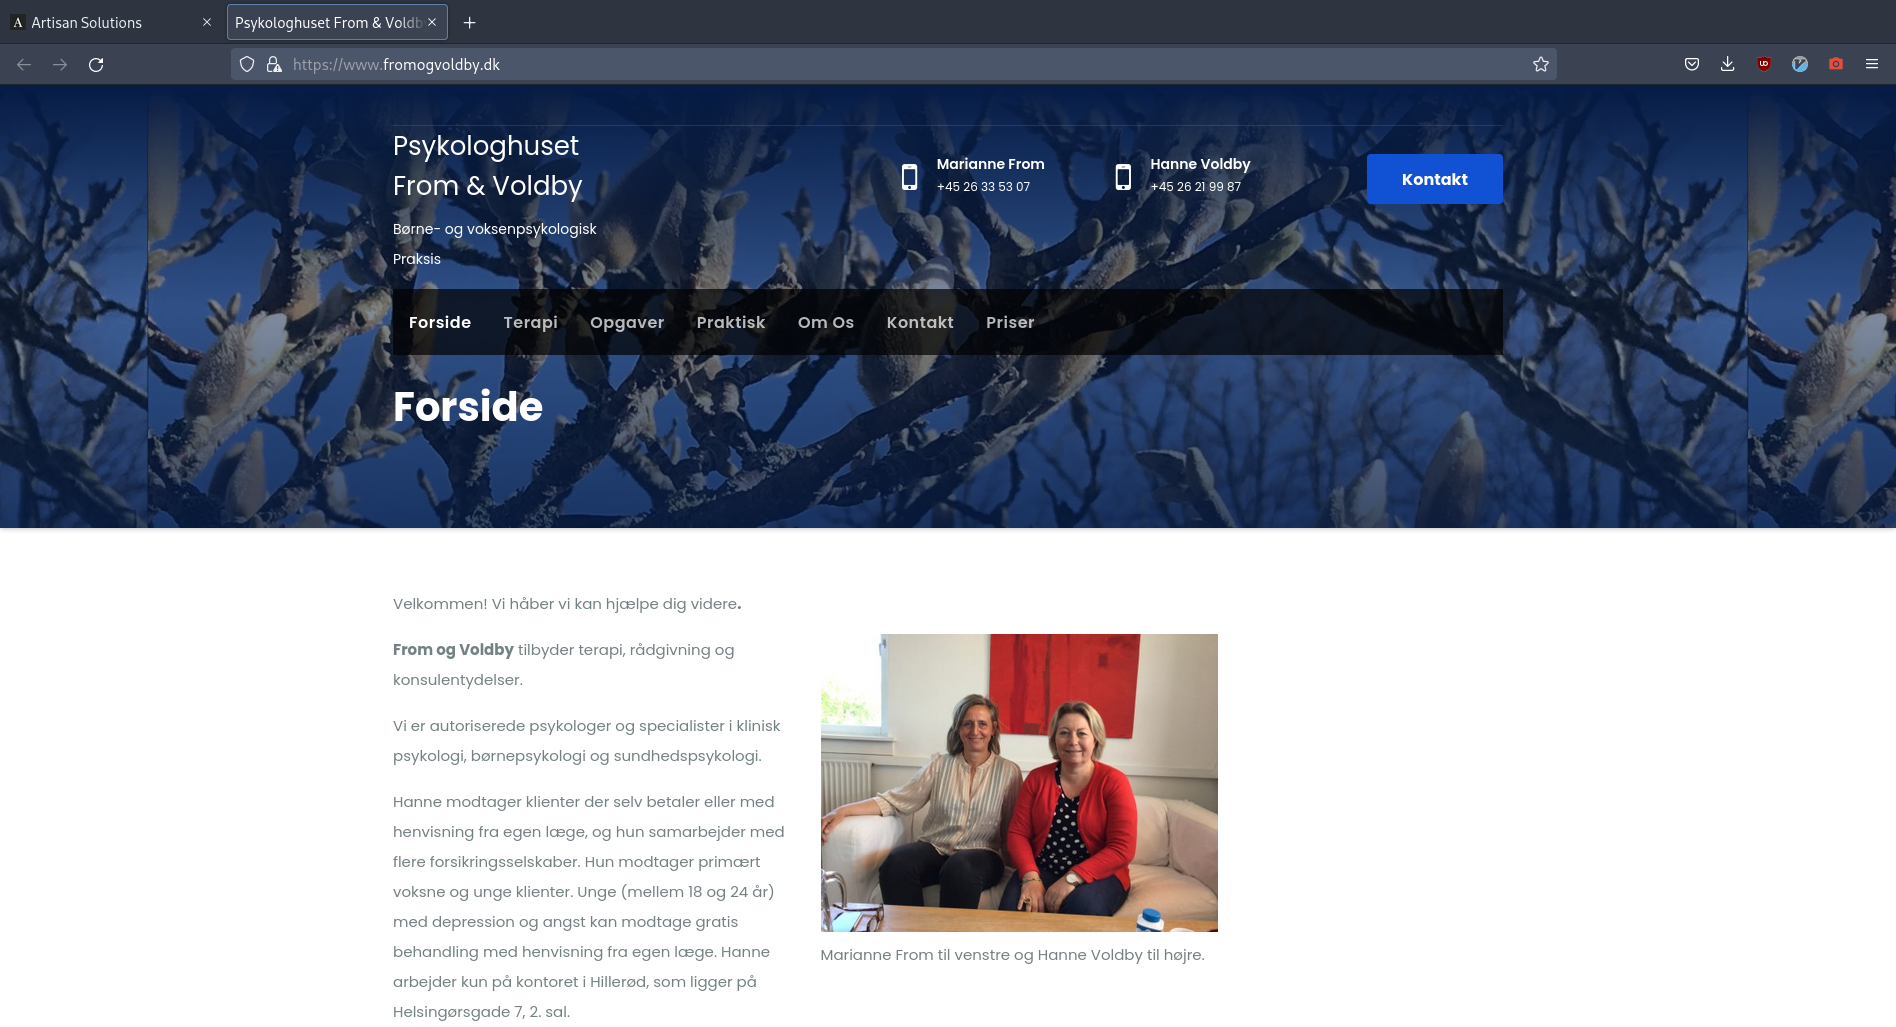 Artisan Solutions
Psykologhuset From & Voldb
https://www.fromogvoldby.dk
Psykologhuset
From & Voldby
Børne- og voksenpsykologisk
Praksis
Marianne From
+45 26 33 53 07
Hanne Voldby
+45 26 21 99 87
Kontakt
Forside Terapi Opgaver Praktisk Om Os Kontakt Priser
Forside
Velkommen! Vi håber vi kan hjælpe dig videre.
From og Voldby tilbyder terapi, rådgivning og
konsulentydelser.
Vi er autoriserede psykologer og specialister i klinisk
psykologi, børnepsykologi og sundhedspsykologi.
Hanne modtager klienter der selv betaler eller med
henvisning fra egen læge, og hun samarbejder med
flere forsikringsselskaber. Hun modtager primært
voksne og unge klienter. Unge (mellem 18 og 24 år)
med depression og angst kan modtage gratis
behandling med henvisning fra egen læge. Hanne
arbejder kun på kontoret i Hillerød, som ligger på
Helsingørsgade 7, 2. sal.
Marianne From til venstre og Hanne Voldby til højre.